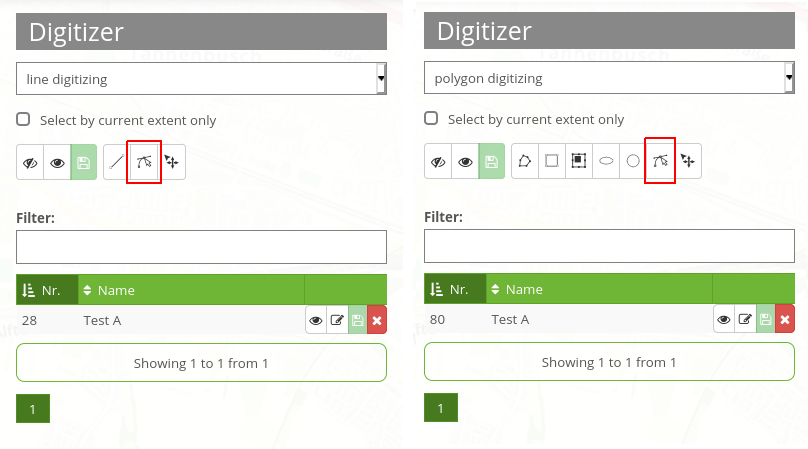 Digitizer
line digitizing
Select by current extent only
Filter:
Nr. Name
28 Test A
Showing 1 to 1 from 1
1
Digitizer
polygon digitizing
Select by current extent only
Filter:
Nr. Name
80 Test A
Showing 1 to 1 from 1
1